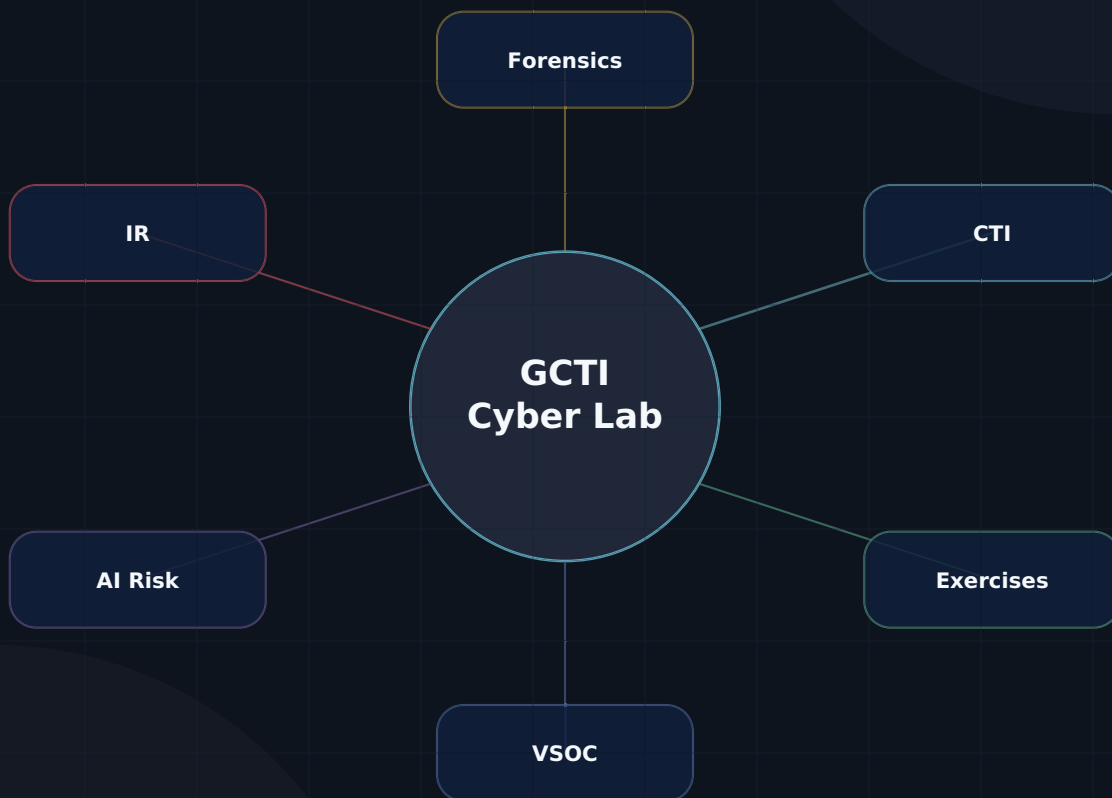 Forensics
IR
CTI
GCTI
Cyber Lab
AI Risk
Exercises
VSOC